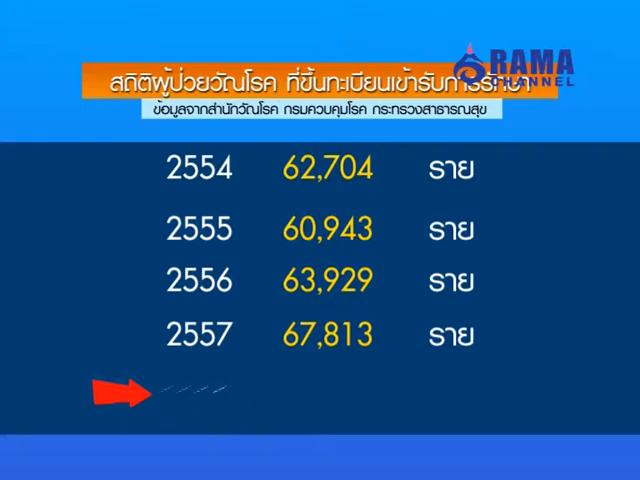 RAMA
CHANNEL
สถิติผู้ป่วยวัณโรค ที่ขึ้นทะเบียนเข้ารับการรักษา
ข้อมูลจากสำนักวัณโรค กรมควบคุมโรค กระทรวงสาธารณสุข
2554 62,704 ราย
2555 60,943 ราย
2556 63,929 ราย
2557 67,813 ราย